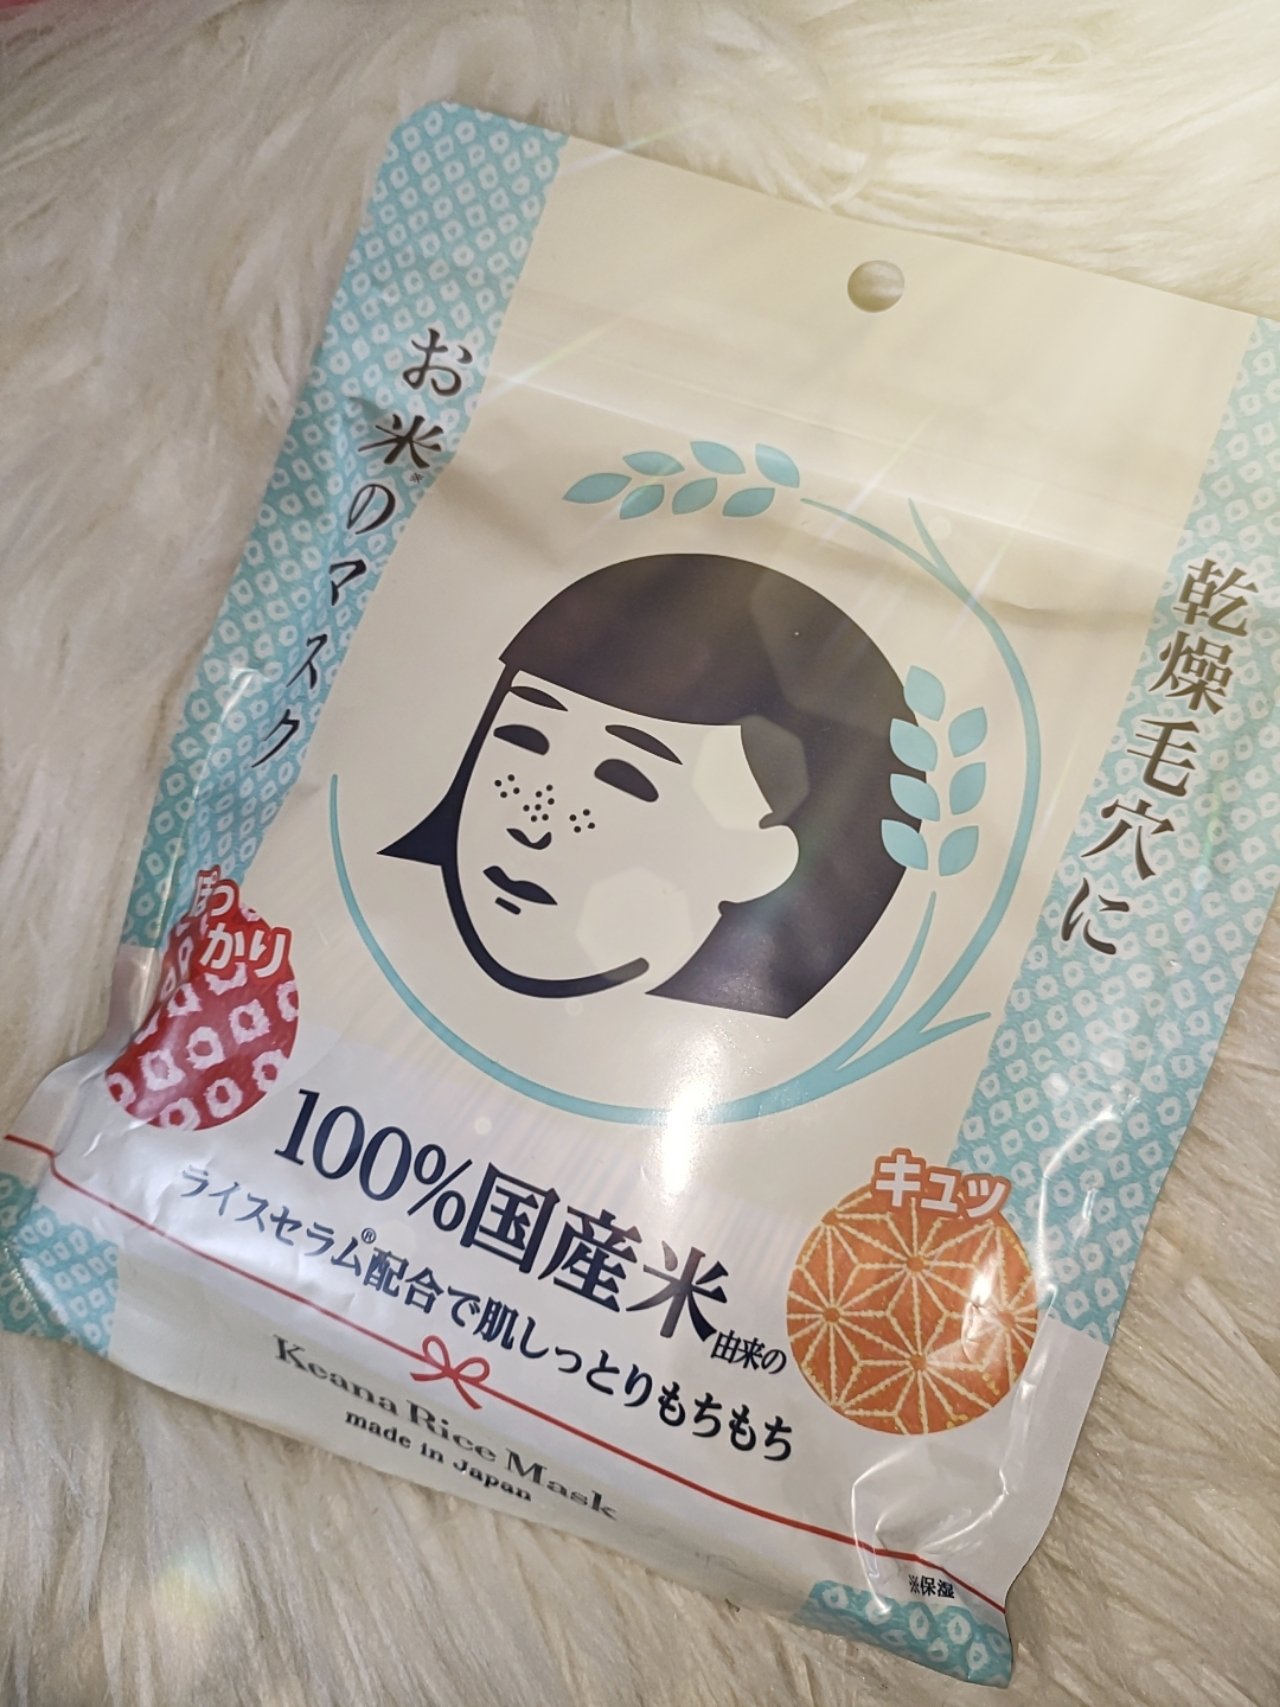 乾燥毛穴に
お米※のマスク
ぽっ
かり
キュッ
100%国産米由来の
ライスセラム®配合で肌しっとりもちもち
Keana Rice Mask
made in Japan
※保湿